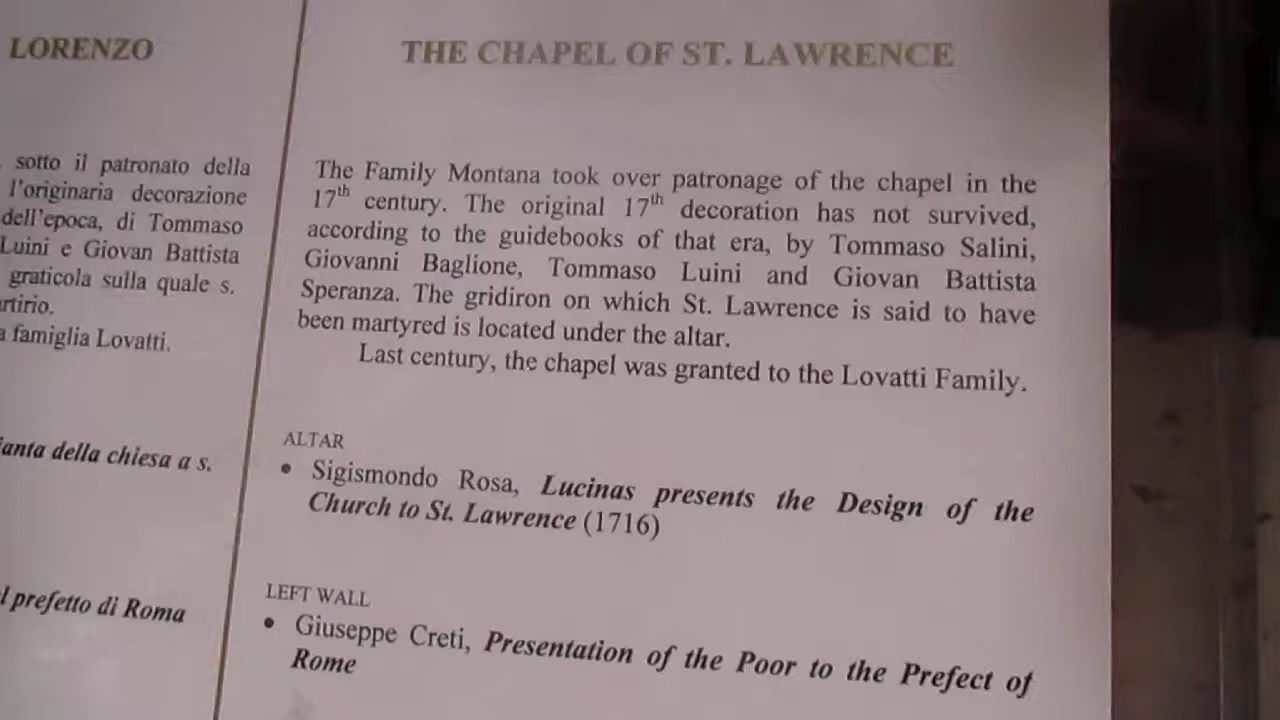 LORENZO
sotto il patronato della
l'originaria decorazione
dell'epoca, di Tommaso
Luini e Giovan Battista
graticola sulla quale s.
famiglia Lovatti.
della chiesa a s.
prefetto di Roma
THE CHAPEL OF ST. LAWRENCE
The Family Montana took over patronage of the chapel in the
17th century. The original 17th decoration has not survived,
according to the guidebooks of that era, by Tommaso Salini,
Giovanni Baglione, Tommaso Luini and Giovan Battista
Speranza. The gridiron on which St. Lawrence is said to have
been martyred is located under the altar.
Last century, the chapel was granted to the Lovatti Family.
ALTAR
• Sigismondo Rosa, Lucinas presents the Design of the
Church to St. Lawrence (1716)
LEFT WALL
• Giuseppe Creti, Presentation of the Poor to the Prefect of
Rome